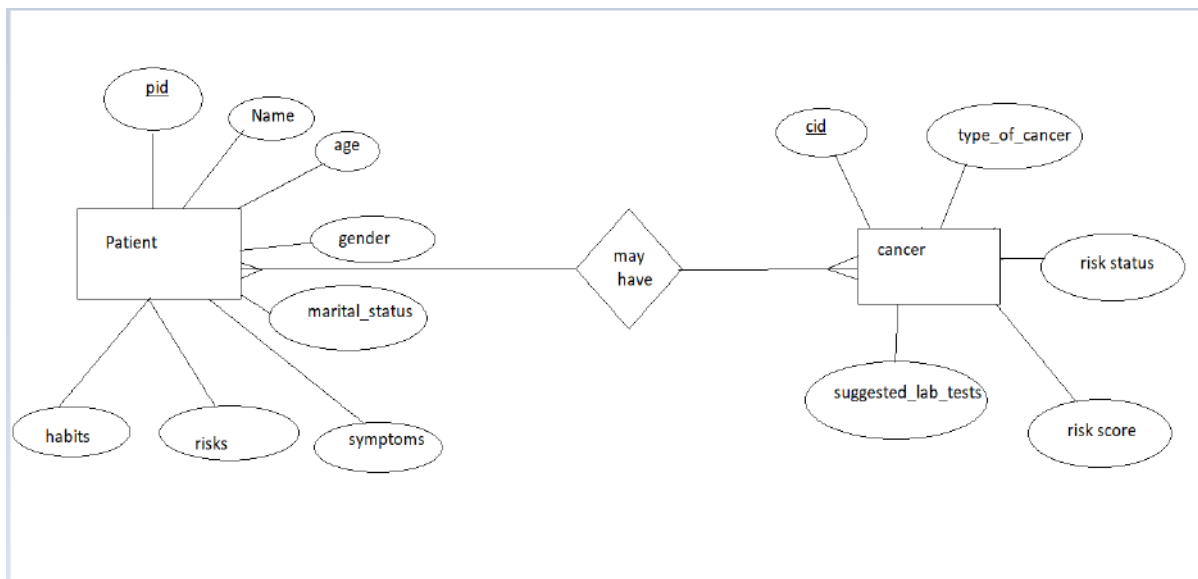 pid
Name
age
cid
type_of_cancer
Patient
gender
may
have
cancer
risk status
marital_status
suggested_lab_tests
habits
risks
symptoms
risk score